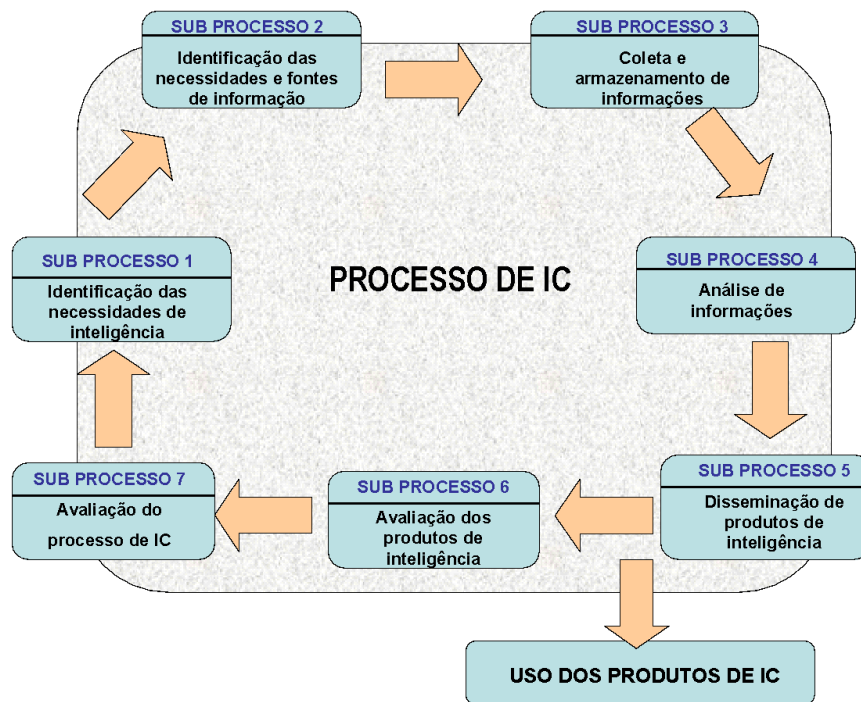 SUB PROCESSO 2
Identificação das
necessidades e fontes
de informação
SUB PROCESSO 3
Coleta e
armazenamento de
informações
SUB PROCESSO 1
Identificação das
necessidades de
inteligência
PROCESSO DE IC
SUB PROCESSO 4
Análise de
informações
SUB PROCESSO 7
Avaliação do
processo de IC
SUB PROCESSO 6
Avaliação dos
produtos de
inteligência
SUB PROCESSO 5
Disseminação de
produtos de
inteligência
USO DOS PRODUTOS DE IC